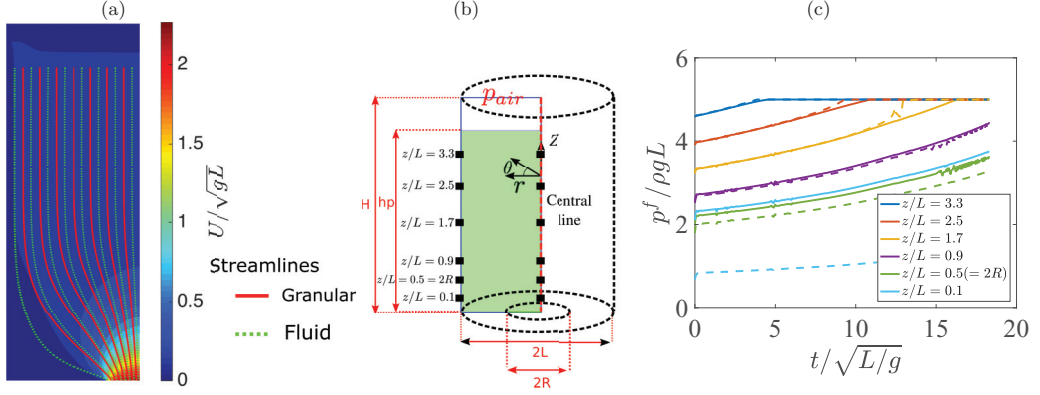 (a)
2
1.5
1
0.5
0
U/√gL
Streamlines
Granular
Fluid
(b)
p_air
z
θ
r
Central
line
H
hp
z/L = 3.3
z/L = 2.5
z/L = 1.7
z/L = 0.9
z/L = 0.5 = 2R
z/L = 0.1
2L
2R
(c)
6
4
2
0
p^f/ρgL
0
5
10
15
20
t/√L/g
z/L = 3.3
z/L = 2.5
z/L = 1.7
z/L = 0.9
z/L = 0.5(= 2R)
z/L = 0.1